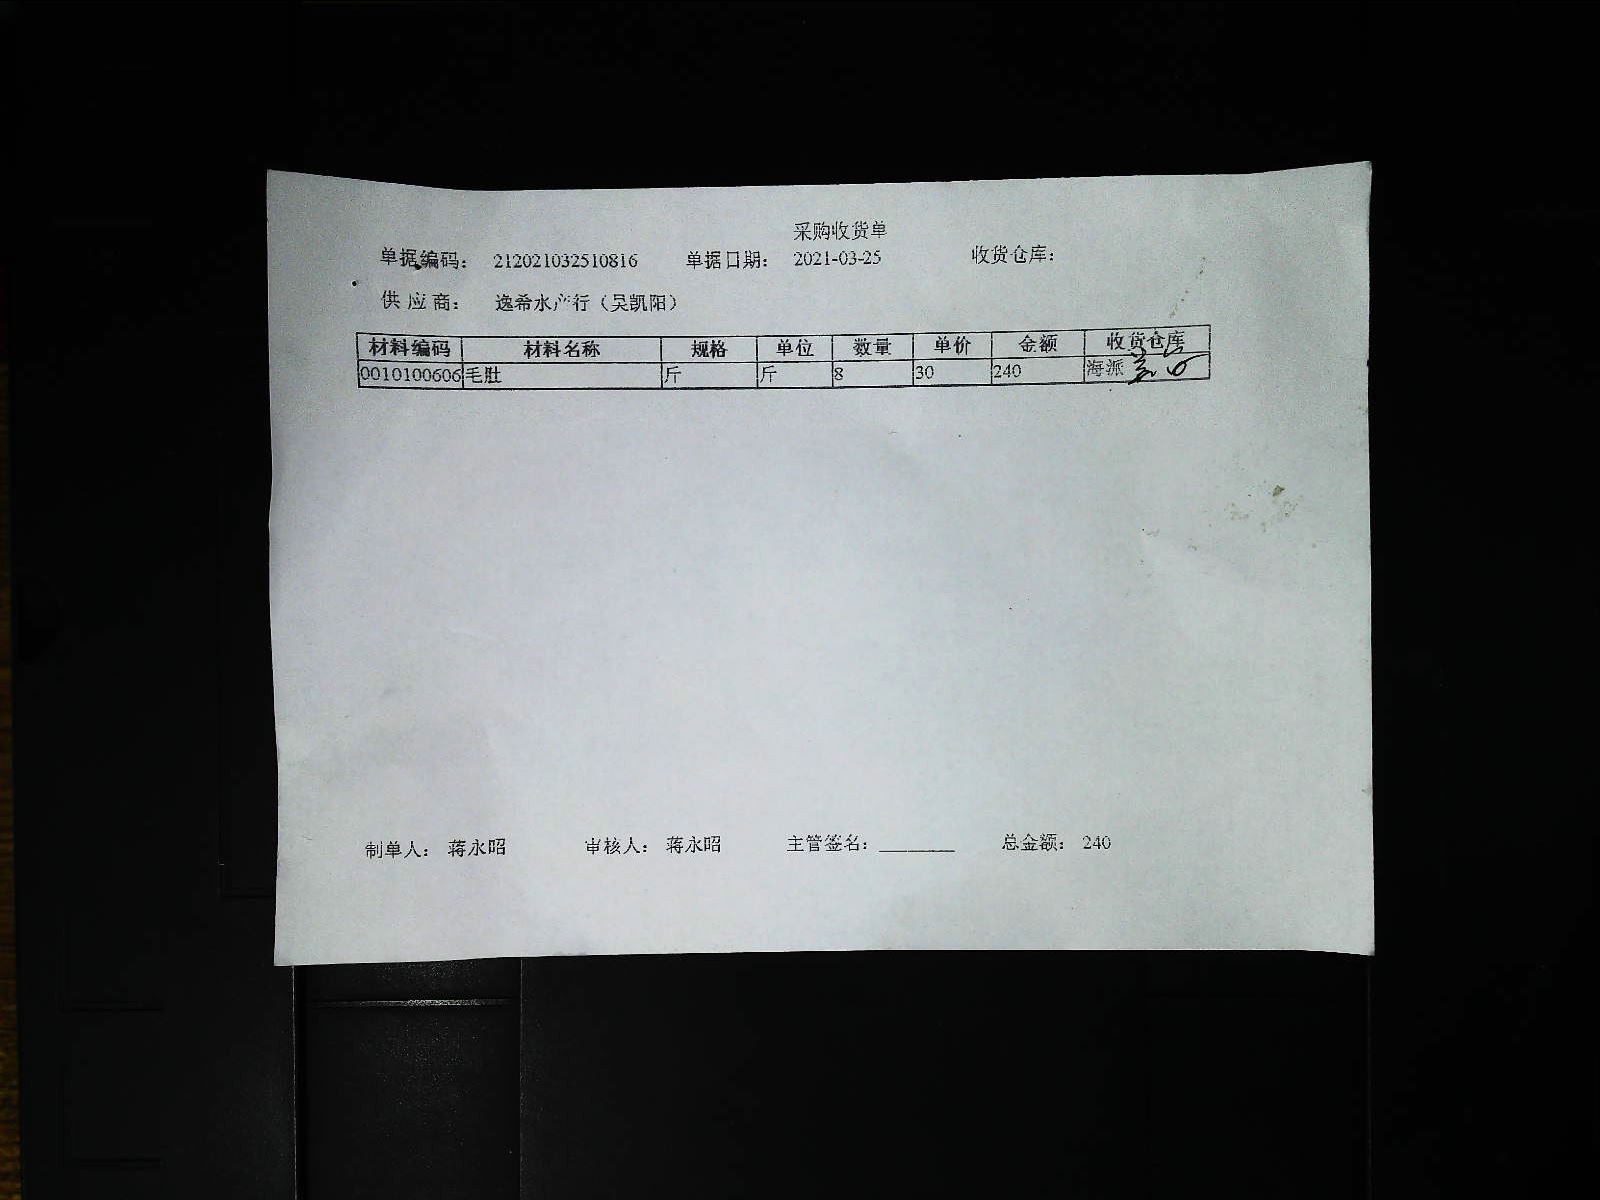 采购收货单
单据编码： 212021032510816 单据日期： 2021-03-25 收货仓库：
供 应 商： 逸希水产行（吴凯阳）
材料编码 材料名称 规格 单位 数量 单价 金额 收货仓库
0010100606 毛肚 斤 斤 8 30 240 海派
制单人： 蒋永昭 审核人： 蒋永昭 主管签名：________ 总金额： 240